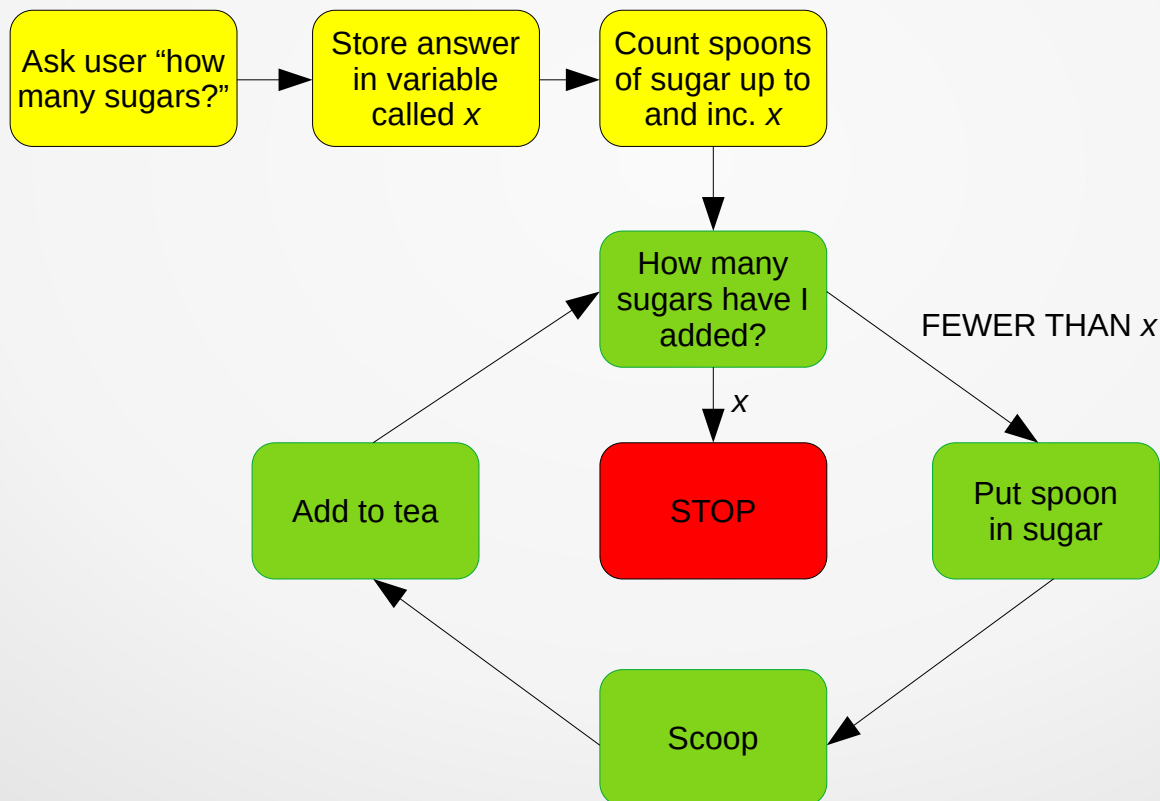 Ask user “how
many sugars?”
Store answer
in variable
called x
Count spoons
of sugar up to
and inc. x
How many
sugars have I
added?
FEWER THAN x
x
Add to tea
STOP
Put spoon
in sugar
Scoop